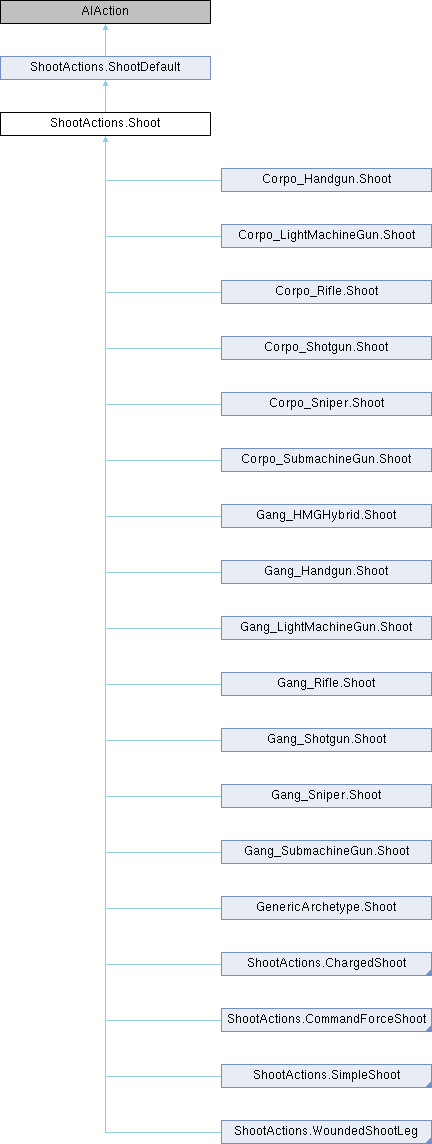 AIAction
ShootActions.ShootDefault
ShootActions.Shoot
Corpo_Handgun.Shoot
Corpo_LightMachineGun.Shoot
Corpo_Rifle.Shoot
Corpo_Shotgun.Shoot
Corpo_Sniper.Shoot
Corpo_SubmachineGun.Shoot
Gang_HMGHybrid.Shoot
Gang_Handgun.Shoot
Gang_LightMachineGun.Shoot
Gang_Rifle.Shoot
Gang_Shotgun.Shoot
Gang_Sniper.Shoot
Gang_SubmachineGun.Shoot
GenericArchetype.Shoot
ShootActions.ChargedShoot
ShootActions.CommandForceShoot
ShootActions.SimpleShoot
ShootActions.WoundedShootLeg